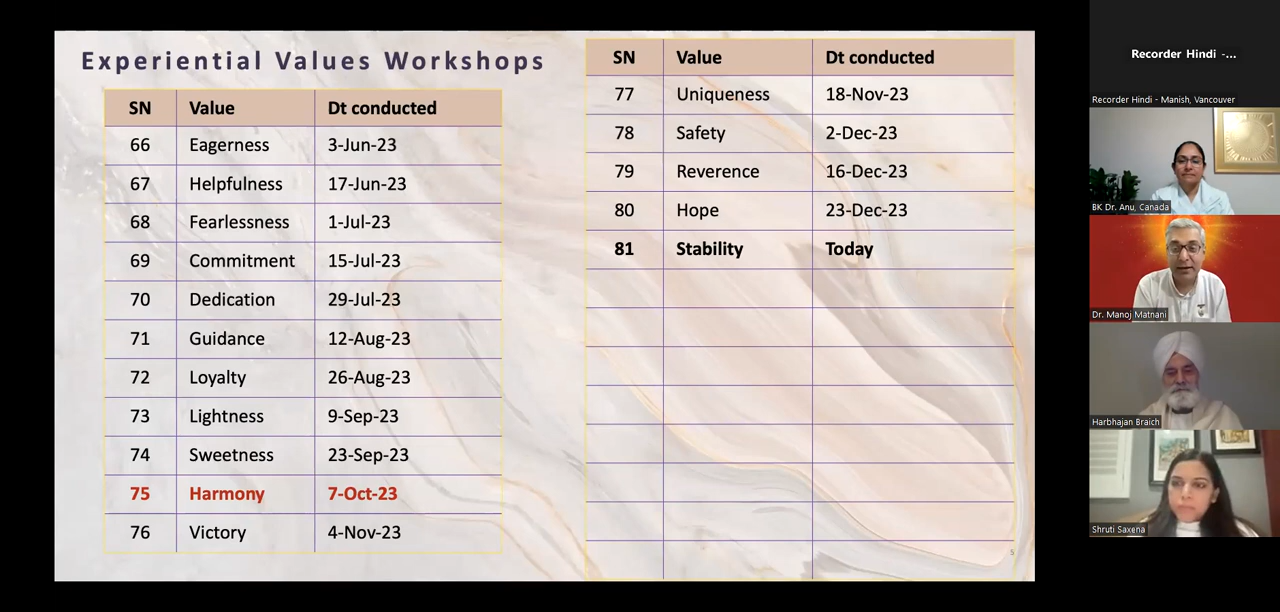 Experiential Values Workshops
SN Value Dt conducted
66 Eagerness 3-Jun-23
67 Helpfulness 17-Jun-23
68 Fearlessness 1-Jul-23
69 Commitment 15-Jul-23
70 Dedication 29-Jul-23
71 Guidance 12-Aug-23
72 Loyalty 26-Aug-23
73 Lightness 9-Sep-23
74 Sweetness 23-Sep-23
75 Harmony 7-Oct-23
76 Victory 4-Nov-23
SN Value Dt conducted
77 Uniqueness 18-Nov-23
78 Safety 2-Dec-23
79 Reverence 16-Dec-23
80 Hope 23-Dec-23
81 Stability Today
5
Recorder Hindi -...
Recorder Hindi - Manish, Vancouver
BK Dr. Anu, Canada
Dr. Manoj Matnani
Harbhajan Braich
Shruti Saxena